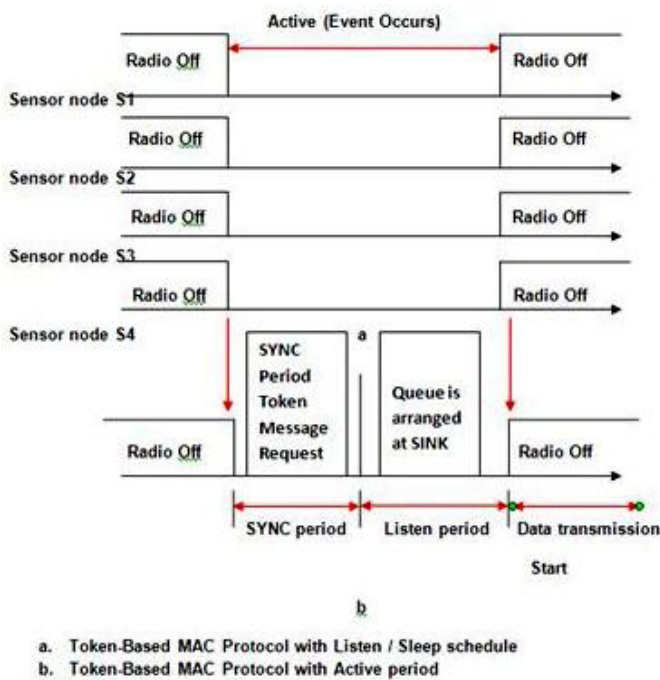 Active (Event Occurs)
Radio Off
Radio Off
Sensor node S1
Radio Off
Radio Off
Sensor node S2
Radio Off
Radio Off
Sensor node S3
Radio Off
Radio Off
Sensor node S4
a
SYNC
Period
Token
Message
Request
Queue is
arranged
at SINK
Radio Off
Radio Off
SYNC period
Listen period
Data transmission
Start
b
a. Token-Based MAC Protocol with Listen / Sleep schedule
b. Token-Based MAC Protocol with Active period